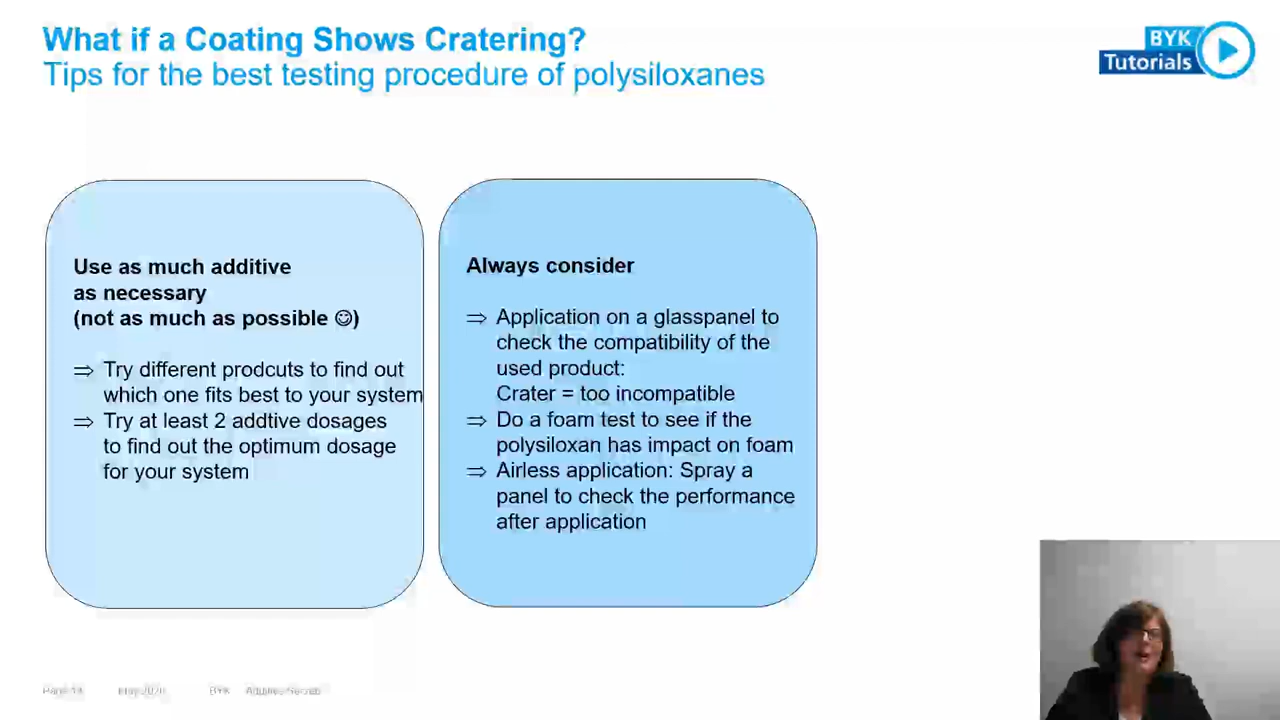 What if a Coating Shows Cratering?
Tips for the best testing procedure of polysiloxanes
BYK
Tutorials
Use as much additive
as necessary
(not as much as possible ☺)
⇒ Try different prodcuts to find out
which one fits best to your system
⇒ Try at least 2 addtive dosages
to find out the optimum dosage
for your system
Always consider
⇒ Application on a glasspanel to
check the compatibility of the
used product:
Crater = too incompatible
⇒ Do a foam test to see if the
polysiloxan has impact on foam
⇒ Airless application: Spray a
panel to check the performance
after application
BYK